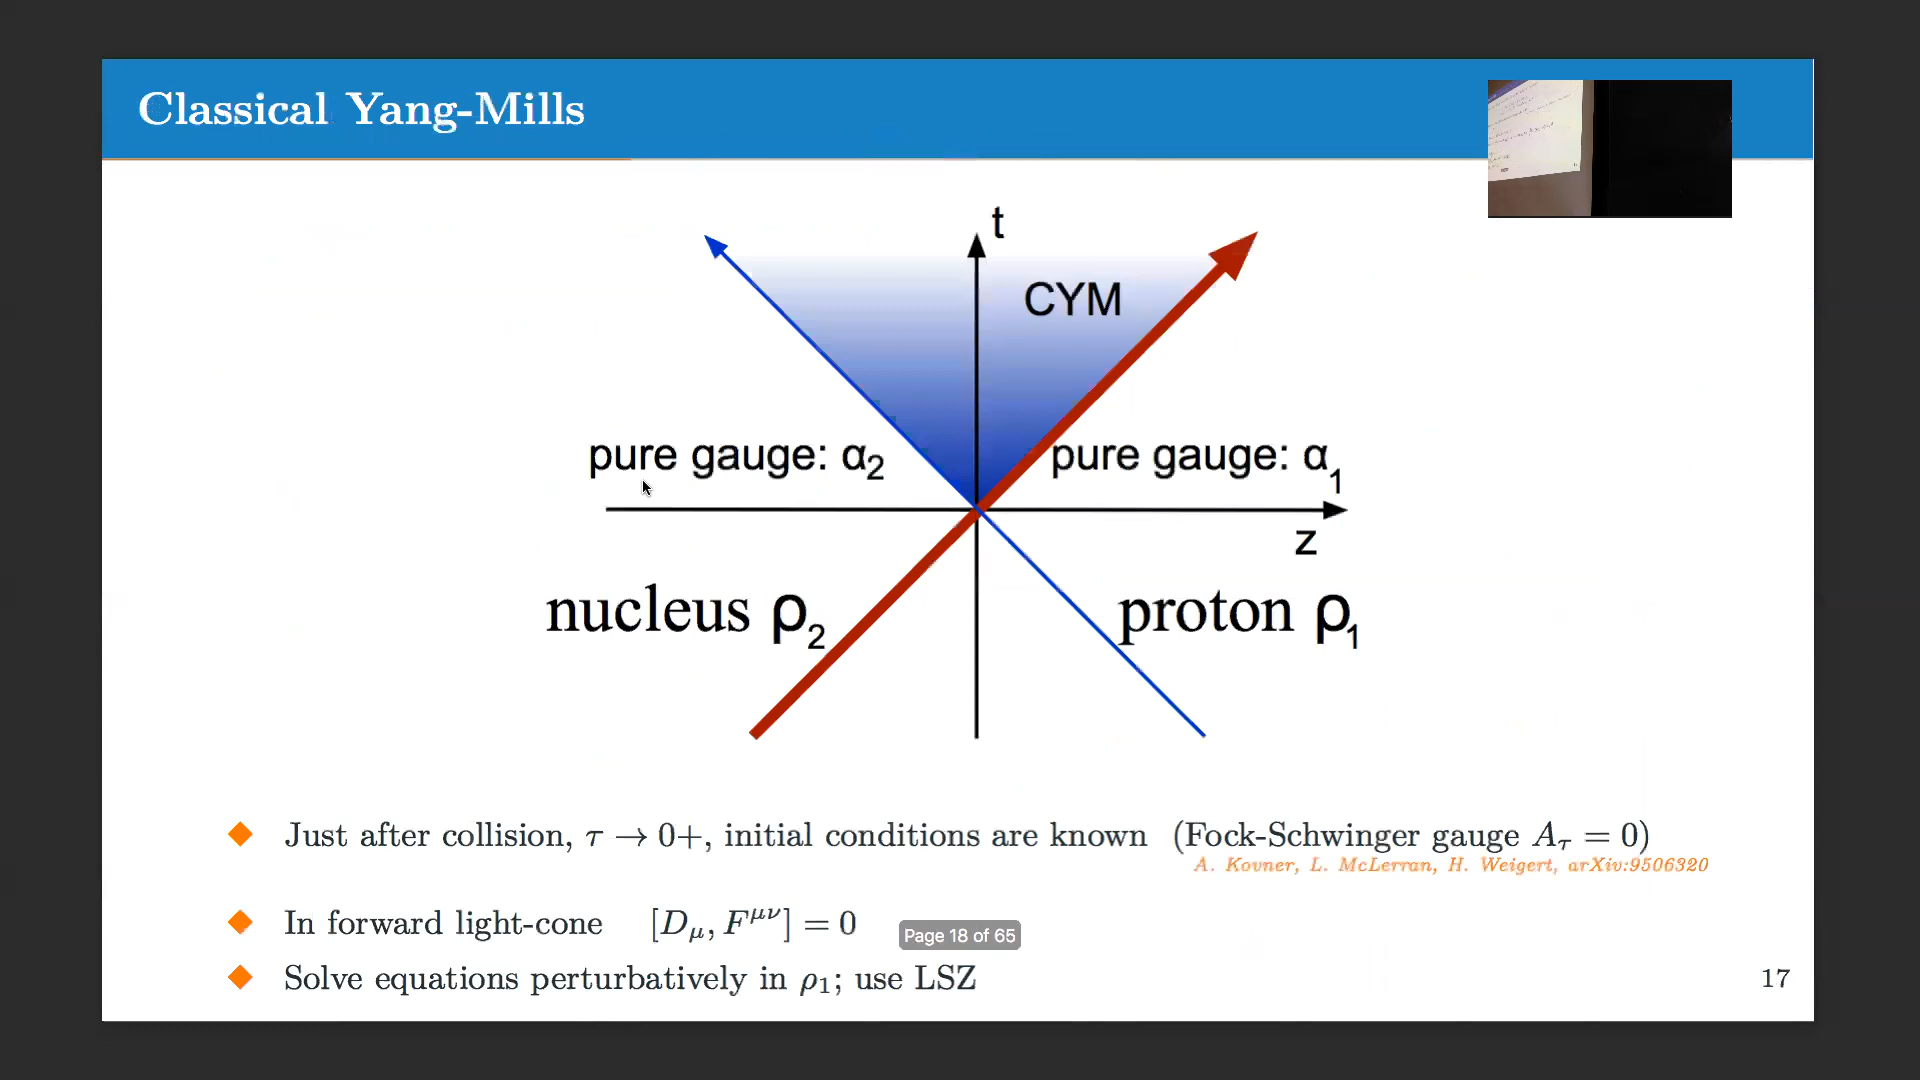 Classical Yang-Mills
t
CYM
pure gauge: α₂
pure gauge: α₁
z
nucleus ρ₂
proton ρ₁
Just after collision, τ → 0+, initial conditions are known (Fock-Schwinger gauge A_τ = 0)
A. Kovner, L. McLerran, H. Weigert, arXiv:9506320
In forward light-cone [D_μ, F^μν] = 0
Page 18 of 65
Solve equations perturbatively in ρ₁; use LSZ
17